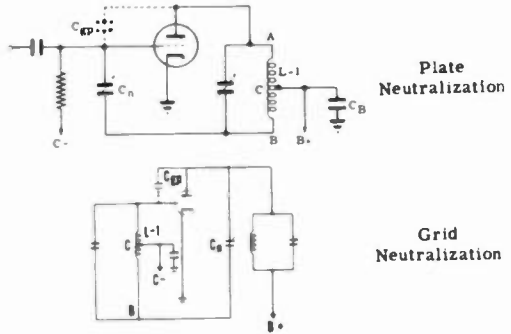 Cgp
A
L-1
Cn
C
CB
C-
B
B+
Plate
Neutralization
Cgp
L-1
C
Cn
C-
B
B+
Grid
Neutralization